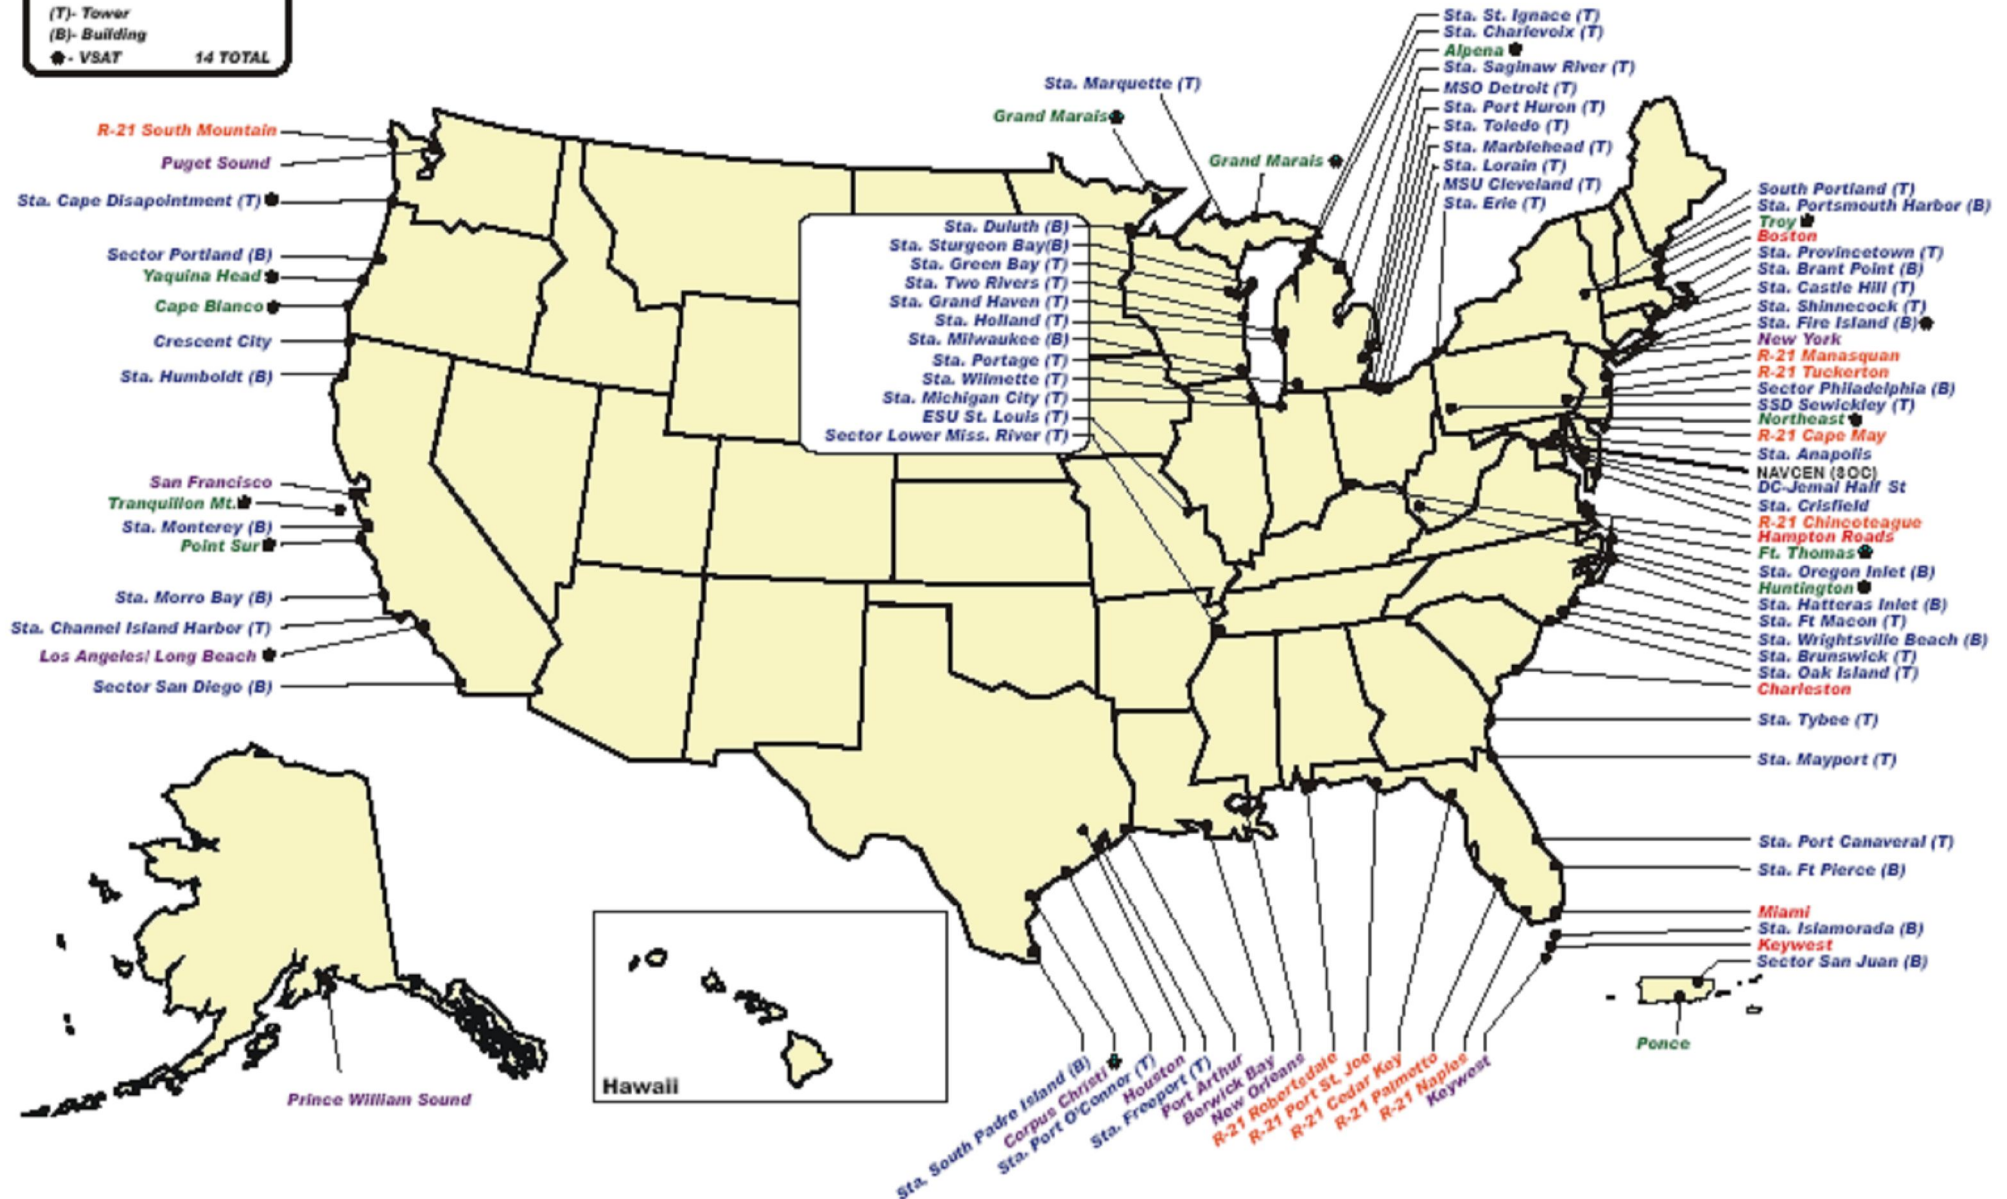 (T)- Tower
(B)- Building
- VSAT 14 TOTAL
R-21 South Mountain
Puget Sound
Sta. Cape Disapointment (T)
Sector Portland (B)
Yaquina Head
Cape Blanco
Crescent City
Sta. Humboldt (B)
San Francisco
Tranquillon Mt.
Sta. Monterey (B)
Point Sur
Sta. Morro Bay (B)
Sta. Channel Island Harbor (T)
Los Angeles/ Long Beach
Sector San Diego (B)
Sta. Marquette (T)
Grand Marais
Grand Marais
Sta. Duluth (B)
Sta. Sturgeon Bay(B)
Sta. Green Bay (T)
Sta. Two Rivers (T)
Sta. Grand Haven (T)
Sta. Holland (T)
Sta. Milwaukee (B)
Sta. Portage (T)
Sta. Wilmette (T)
Sta. Michigan City (T)
ESU St. Louis (T)
Sector Lower Miss. River (T)
Sta. St. Ignace (T)
Sta. Charlevoix (T)
Alpena
Sta. Saginaw River (T)
MSO Detroit (T)
Sta. Port Huron (T)
Sta. Toledo (T)
Sta. Marblehead (T)
Sta. Lorain (T)
MSU Cleveland (T)
Sta. Erie (T)
South Portland (T)
Sta. Portsmouth Harbor (B)
Troy
Boston
Sta. Provincetown (T)
Sta. Brant Point (B)
Sta. Castle Hill (T)
Sta. Shinnecock (T)
Sta. Fire Island (B)
New York
R-21 Manasquan
R-21 Tuckerton
Sector Philadelphia (B)
SSD Sewickley (T)
Northeast
R-21 Cape May
Sta. Anapolis
NAVCEN (SOC)
DC-Jemal Half St
Sta. Crisfield
R-21 Chincoteague
Hampton Roads
Ft. Thomas
Sta. Oregon Inlet (B)
Huntington
Sta. Hatteras Inlet (B)
Sta. Ft Macon (T)
Sta. Wrightsville Beach (B)
Sta. Brunswick (T)
Sta. Oak Island (T)
Charleston
Sta. Tybee (T)
Sta. Mayport (T)
Sta. Port Canaveral (T)
Sta. Ft Pierce (B)
Miami
Sta. Islamorada (B)
Keywest
Sector San Juan (B)
Ponce
Prince William Sound
Hawaii
Sta. South Padre Island (B)
Corpus Christi
Sta. Port O'Connor (T)
Houston
Sta. Freeport (T)
Port Arthur
Berwick Bay
New Orleans
R-21 Robertsdale
R-21 Port St. Joe
R-21 Cedar Key
R-21 Palmetto
R-21 Naples
Keywest